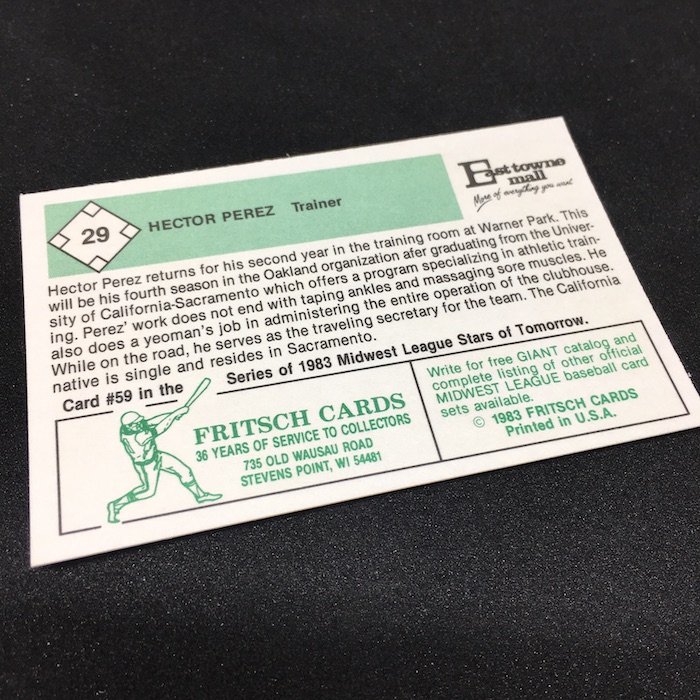 29
HECTOR PEREZ Trainer
East towne
mall
More of everything you want
Hector Perez returns for his second year in the training room at Warner Park. This
will be his fourth season in the Oakland organization afer graduating from the Univer-
sity of California-Sacramento which offers a program specializing in athletic train-
ing. Perez' work does not end with taping ankles and massaging sore muscles. He
also does a yeoman's job in administering the entire operation of the clubhouse.
While on the road, he serves as the traveling secretary for the team. The California
native is single and resides in Sacramento.
Card #59 in the Series of 1983 Midwest League Stars of Tomorrow.
FRITSCH CARDS
36 YEARS OF SERVICE TO COLLECTORS
735 OLD WAUSAU ROAD
STEVENS POINT, WI 54481
Write for free GIANT catalog and
complete listing of other official
MIDWEST LEAGUE baseball card
sets available.
© 1983 FRITSCH CARDS
Printed in U.S.A.